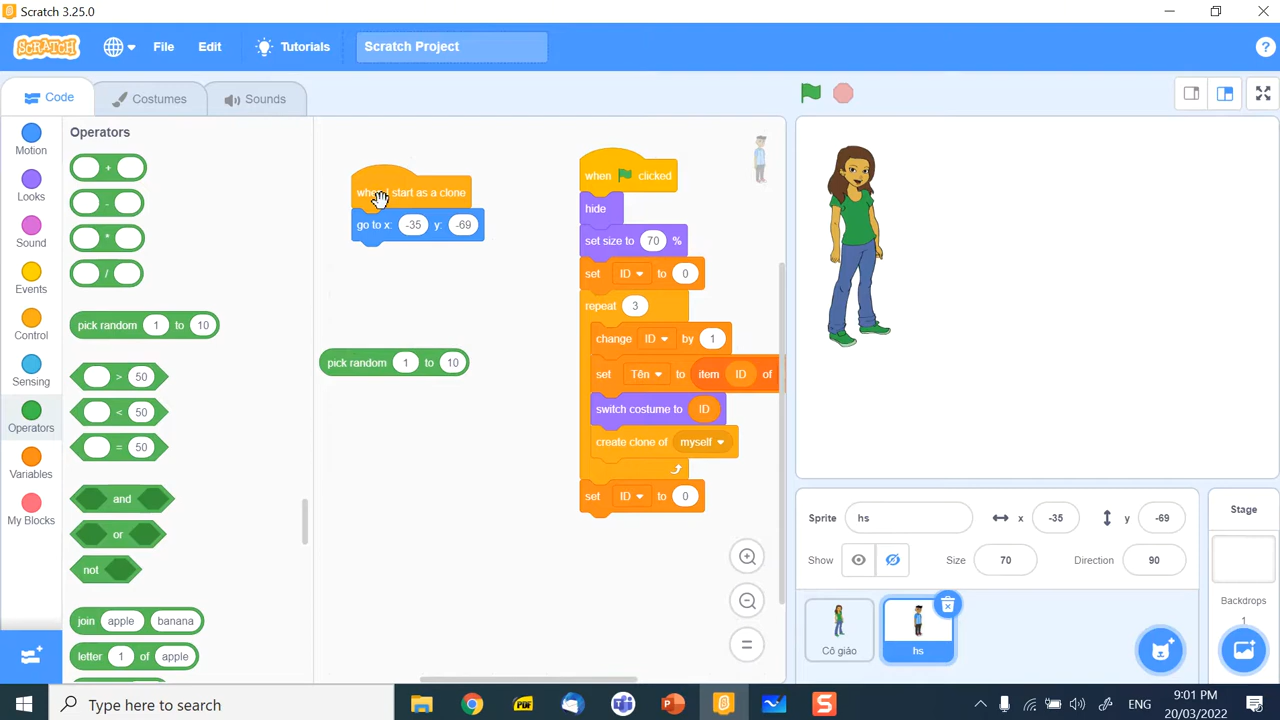 Scratch 3.25.0
SCRATCH File Edit Tutorials Scratch Project ?
Code Costumes Sounds
Motion
Looks
Sound
Events
Control
Sensing
Operators
Variables
My Blocks
Operators
+
-
*
/
pick random 1 to 10
> 50
< 50
= 50
and
or
not
join apple banana
letter 1 of apple
when I start as a clone
go to x: -35 y: -69
pick random 1 to 10
when clicked
hide
set size to 70 %
set ID to 0
repeat 3
change ID by 1
set Tên to item ID of
switch costume to ID
create clone of myself
set ID to 0
Sprite hs x -35 y -69
Show Size 70 Direction 90
Cô giáo
hs
Stage
Backdrops
1
Type here to search
PDF
S
ENG
9:01 PM
20/03/2022